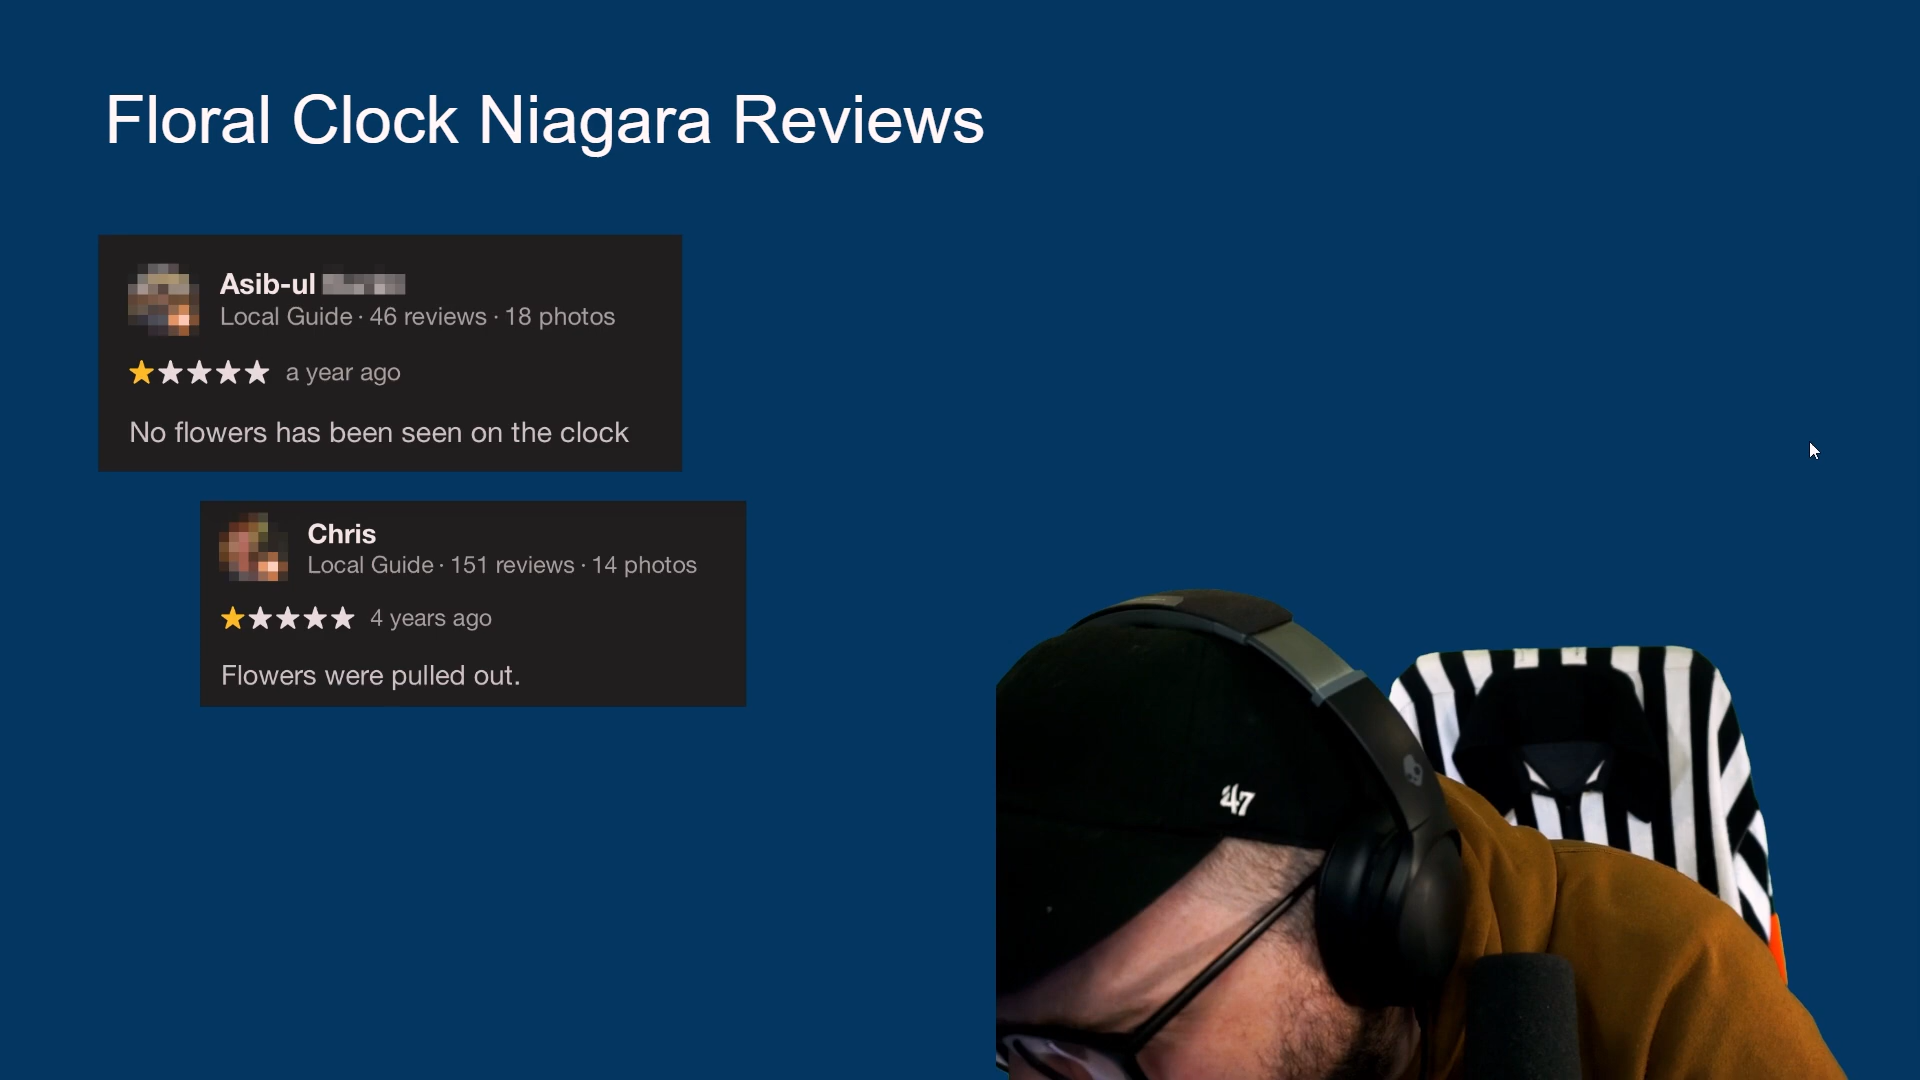 Floral Clock Niagara Reviews
Asib-ul
Local Guide · 46 reviews · 18 photos
a year ago
No flowers has been seen on the clock
Chris
Local Guide · 151 reviews · 14 photos
4 years ago
Flowers were pulled out.
47